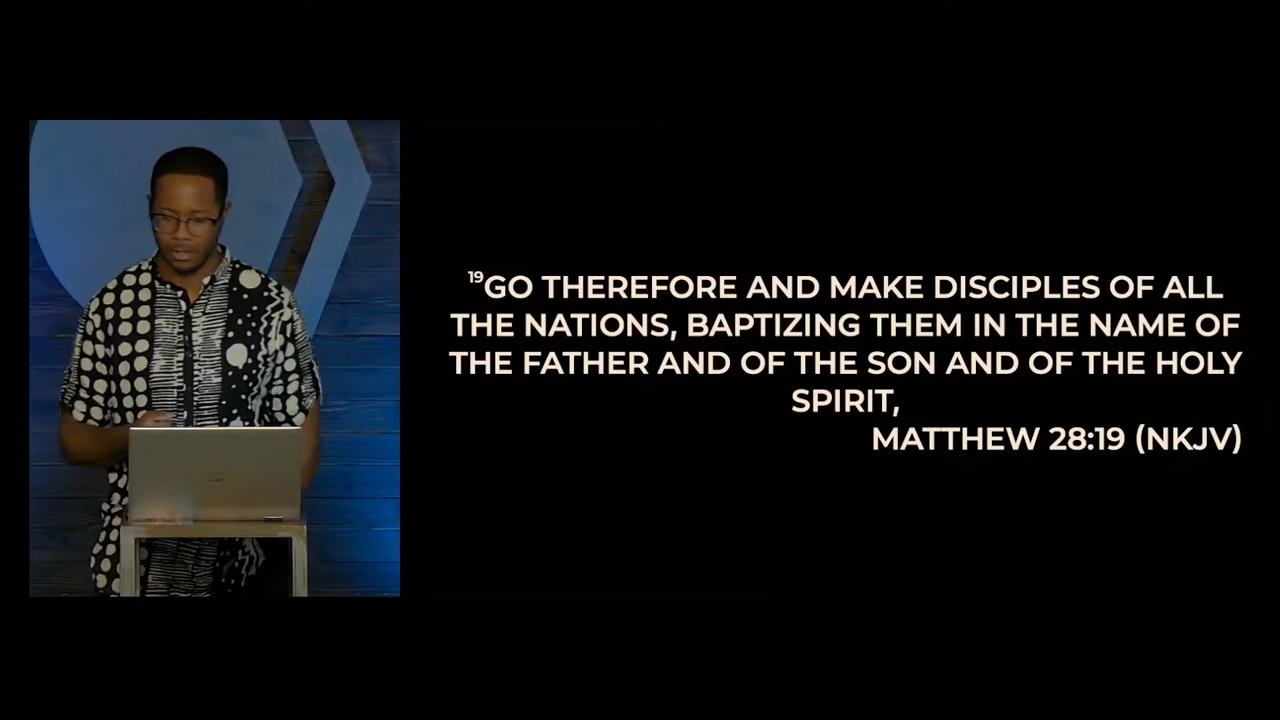 ¹⁹GO THEREFORE AND MAKE DISCIPLES OF ALL
THE NATIONS, BAPTIZING THEM IN THE NAME OF
THE FATHER AND OF THE SON AND OF THE HOLY
SPIRIT,
MATTHEW 28:19 (NKJV)